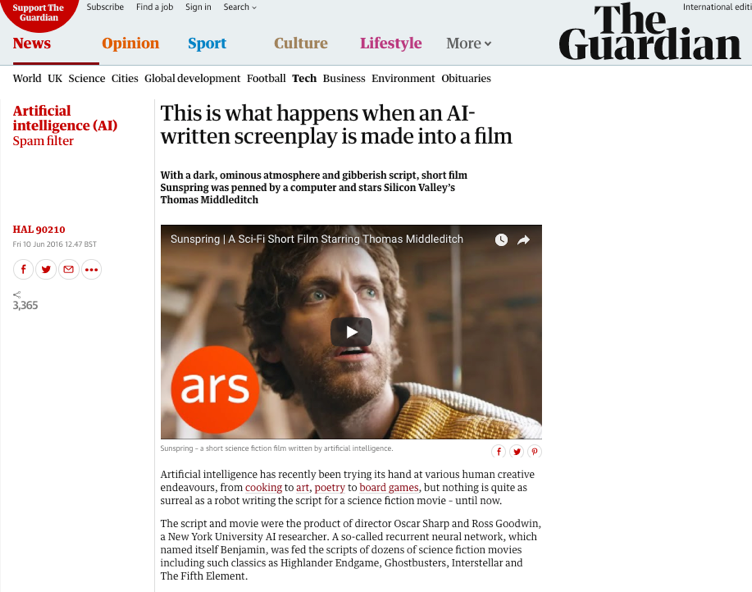 Support The
Guardian
Subscribe Find a job Sign in Search
International editi
The
Guardian
News Opinion Sport Culture Lifestyle More
World UK Science Cities Global development Football Tech Business Environment Obituaries
Artificial
intelligence (AI)
Spam filter
This is what happens when an AI-
written screenplay is made into a film
With a dark, ominous atmosphere and gibberish script, short film
Sunspring was penned by a computer and stars Silicon Valley's
Thomas Middleditch
HAL 90210
Fri 10 Jun 2016 12.47 BST
3,365
Sunspring | A Sci-Fi Short Film Starring Thomas Middleditch
ars
Sunspring – a short science fiction film written by artificial intelligence.
Artificial intelligence has recently been trying its hand at various human creative
endeavours, from cooking to art, poetry to board games, but nothing is quite as
surreal as a robot writing the script for a science fiction movie – until now.
The script and movie were the product of director Oscar Sharp and Ross Goodwin,
a New York University AI researcher. A so-called recurrent neural network, which
named itself Benjamin, was fed the scripts of dozens of science fiction movies
including such classics as Highlander Endgame, Ghostbusters, Interstellar and
The Fifth Element.